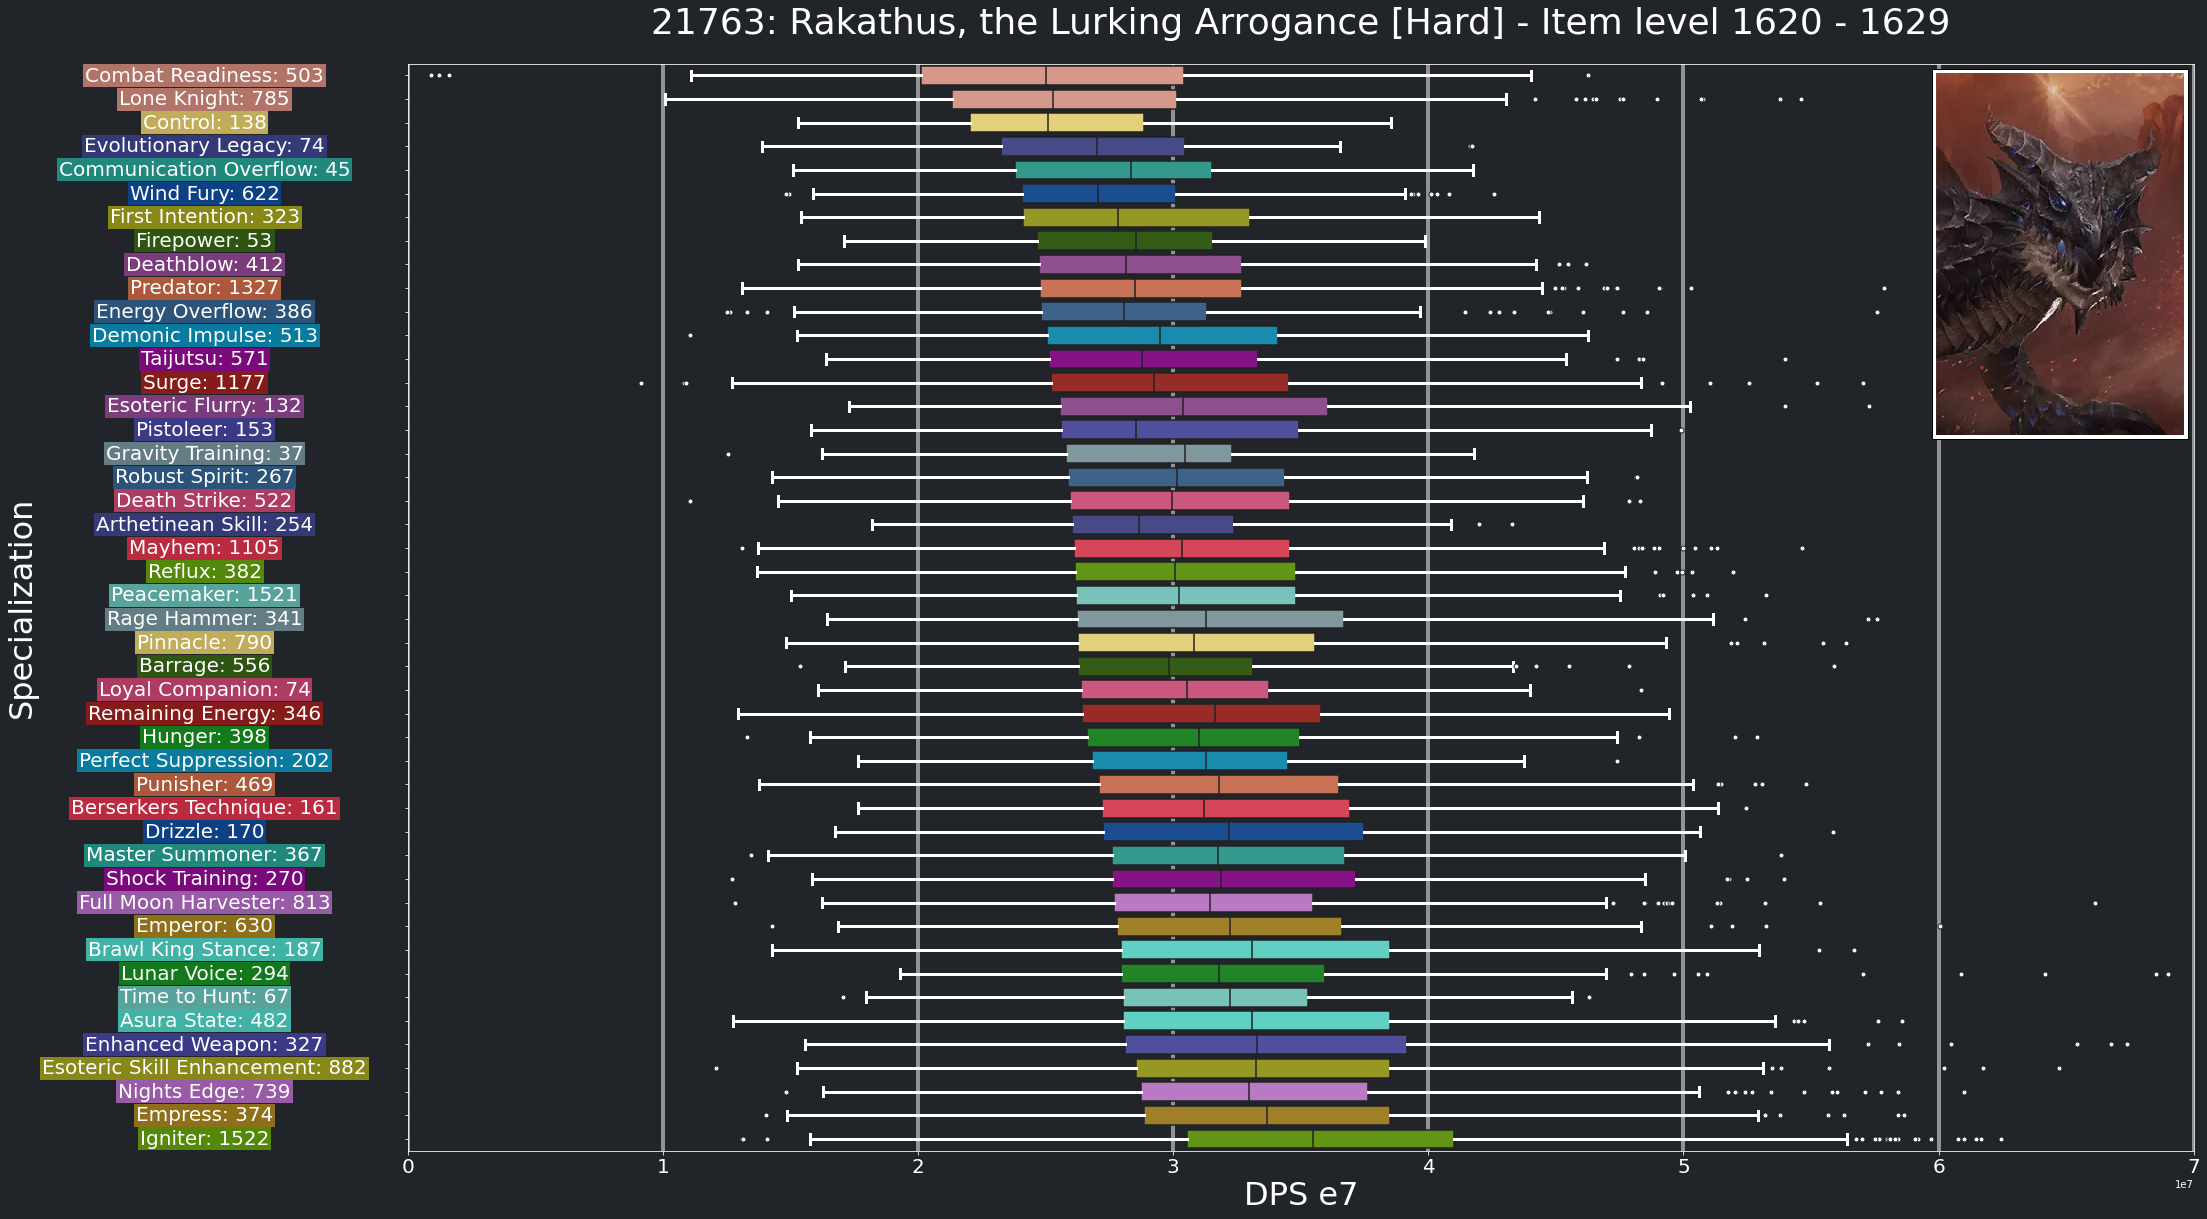 21763: Rakathus, the Lurking Arrogance [Hard] - Item level 1620 - 1629
Specialization
Combat Readiness: 503
Lone Knight: 785
Control: 138
Evolutionary Legacy: 74
Communication Overflow: 45
Wind Fury: 622
First Intention: 323
Firepower: 53
Deathblow: 412
Predator: 1327
Energy Overflow: 386
Demonic Impulse: 513
Taijutsu: 571
Surge: 1177
Esoteric Flurry: 132
Pistoleer: 153
Gravity Training: 37
Robust Spirit: 267
Death Strike: 522
Arthetinean Skill: 254
Mayhem: 1105
Reflux: 382
Peacemaker: 1521
Rage Hammer: 341
Pinnacle: 790
Barrage: 556
Loyal Companion: 74
Remaining Energy: 346
Hunger: 398
Perfect Suppression: 202
Punisher: 469
Berserkers Technique: 161
Drizzle: 170
Master Summoner: 367
Shock Training: 270
Full Moon Harvester: 813
Emperor: 630
Brawl King Stance: 187
Lunar Voice: 294
Time to Hunt: 67
Asura State: 482
Enhanced Weapon: 327
Esoteric Skill Enhancement: 882
Nights Edge: 739
Empress: 374
Igniter: 1522
0 1 2 3 4 5 6 7
1e7
DPS e7